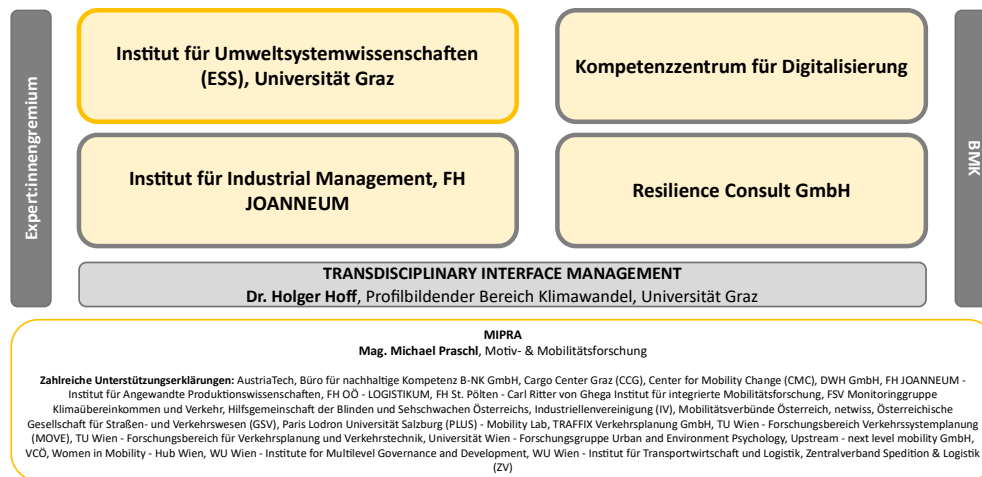 Expert:innengremium
Institut für Umweltsystemwissenschaften
(ESS), Universität Graz
Kompetenzzentrum für Digitalisierung
Institut für Industrial Management, FH
JOANNEUM
Resilience Consult GmbH
BMK
TRANSDISCIPLINARY INTERFACE MANAGEMENT
Dr. Holger Hoff, Profilbildender Bereich Klimawandel, Universität Graz
MIPRA
Mag. Michael Praschl, Motiv- & Mobilitätsforschung
Zahlreiche Unterstützungserklärungen: AustriaTech, Büro für nachhaltige Kompetenz B-NK GmbH, Cargo Center Graz (CCG), Center for Mobility Change (CMC), DWH GmbH, FH JOANNEUM -
Institut für Angewandte Produktionswissenschaften, FH OÖ - LOGISTIKUM, FH St. Pölten - Carl Ritter von Ghega Institut für integrierte Mobilitätsforschung, FSV Monitoringgruppe
Klimaübereinkommen und Verkehr, Hilfsgemeinschaft der Blinden und Sehschwachen Österreichs, Industriellenvereinigung (IV), Mobilitätsverbünde Österreich, netwiss, Österreichische
Gesellschaft für Straßen- und Verkehrswesen (GSV), Paris Lodron Universität Salzburg (PLUS) - Mobility Lab, TRAFFIX Verkehrsplanung GmbH, TU Wien - Forschungsbereich Verkehrssystemplanung
(MOVE), TU Wien - Forschungsbereich für Verkehrsplanung und Verkehrstechnik, Universität Wien - Forschungsgruppe Urban and Environment Psychology, Upstream - next level mobility GmbH,
VCÖ, Women in Mobility - Hub Wien, WU Wien - Institute for Multilevel Governance and Development, WU Wien - Institut für Transportwirtschaft und Logistik, Zentralverband Spedition & Logistik
(ZV)